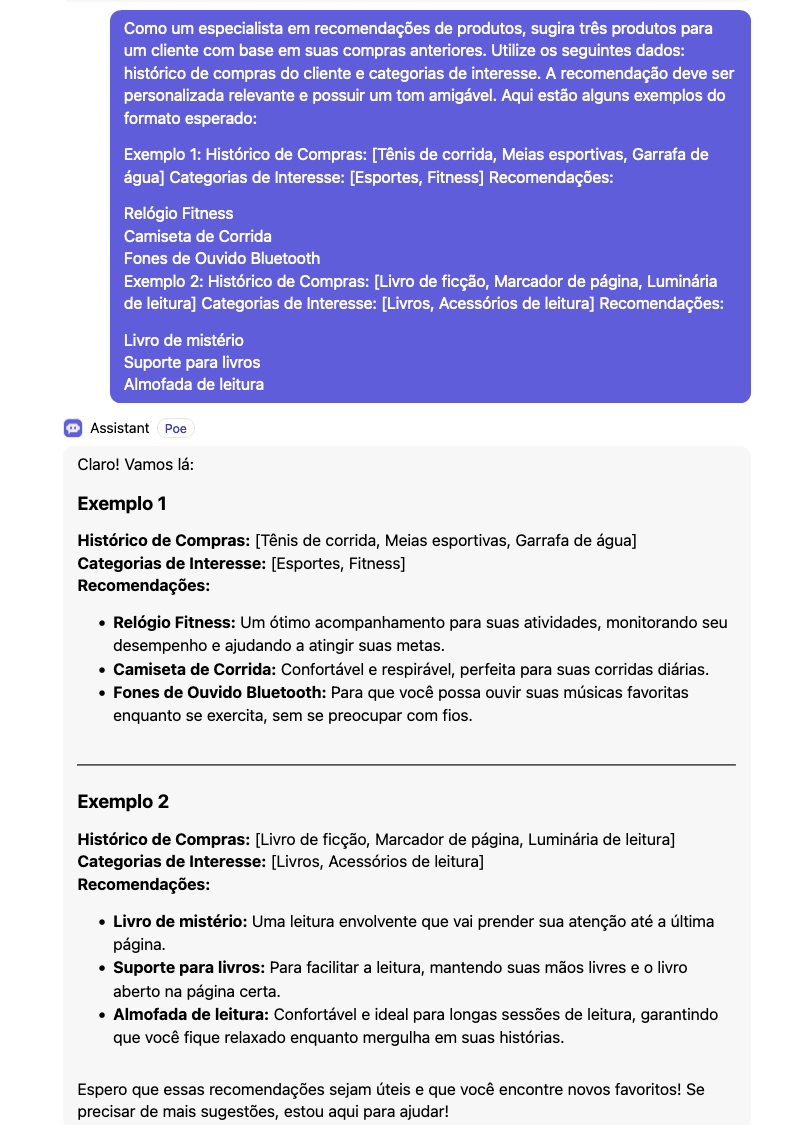 Como um especialista em recomendações de produtos, sugira três produtos para
um cliente com base em suas compras anteriores. Utilize os seguintes dados:
histórico de compras do cliente e categorias de interesse. A recomendação deve ser
personalizada relevante e possuir um tom amigável. Aqui estão alguns exemplos do
formato esperado:
Exemplo 1: Histórico de Compras: [Tênis de corrida, Meias esportivas, Garrafa de
água] Categorias de Interesse: [Esportes, Fitness] Recomendações:
Relógio Fitness
Camiseta de Corrida
Fones de Ouvido Bluetooth
Exemplo 2: Histórico de Compras: [Livro de ficção, Marcador de página, Luminária
de leitura] Categorias de Interesse: [Livros, Acessórios de leitura] Recomendações:
Livro de mistério
Suporte para livros
Almofada de leitura
Assistant Poe
Claro! Vamos lá:
Exemplo 1
Histórico de Compras: [Tênis de corrida, Meias esportivas, Garrafa de água]
Categorias de Interesse: [Esportes, Fitness]
Recomendações:
• Relógio Fitness: Um ótimo acompanhamento para suas atividades, monitorando seu
desempenho e ajudando a atingir suas metas.
• Camiseta de Corrida: Confortável e respirável, perfeita para suas corridas diárias.
• Fones de Ouvido Bluetooth: Para que você possa ouvir suas músicas favoritas
enquanto se exercita, sem se preocupar com fios.
Exemplo 2
Histórico de Compras: [Livro de ficção, Marcador de página, Luminária de leitura]
Categorias de Interesse: [Livros, Acessórios de leitura]
Recomendações:
• Livro de mistério: Uma leitura envolvente que vai prender sua atenção até a última
página.
• Suporte para livros: Para facilitar a leitura, mantendo suas mãos livres e o livro
aberto na página certa.
• Almofada de leitura: Confortável e ideal para longas sessões de leitura, garantindo
que você fique relaxado enquanto mergulha em suas histórias.
Espero que essas recomendações sejam úteis e que você encontre novos favoritos! Se
precisar de mais sugestões, estou aqui para ajudar!